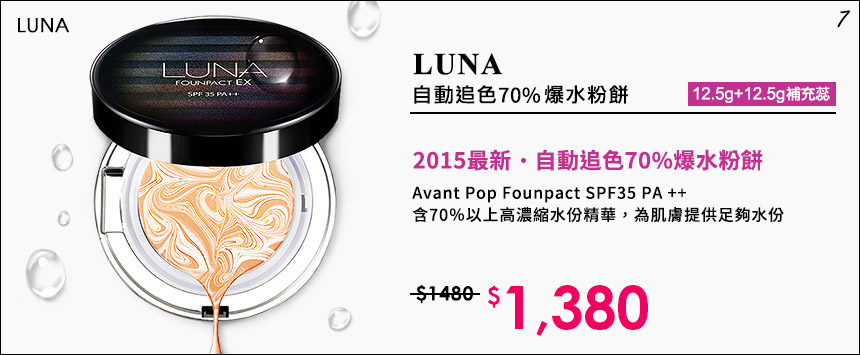 LUNA
7
LUNA
FOUNPACT EX
SPF 35 PA++
LUNA
自動追色70% 爆水粉餅
12.5g+12.5g補充蕊
2015最新・自動追色70%爆水粉餅
Avant Pop Founpact SPF35 PA ++
含70%以上高濃縮水份精華，為肌膚提供足夠水份
$1480 $1,380